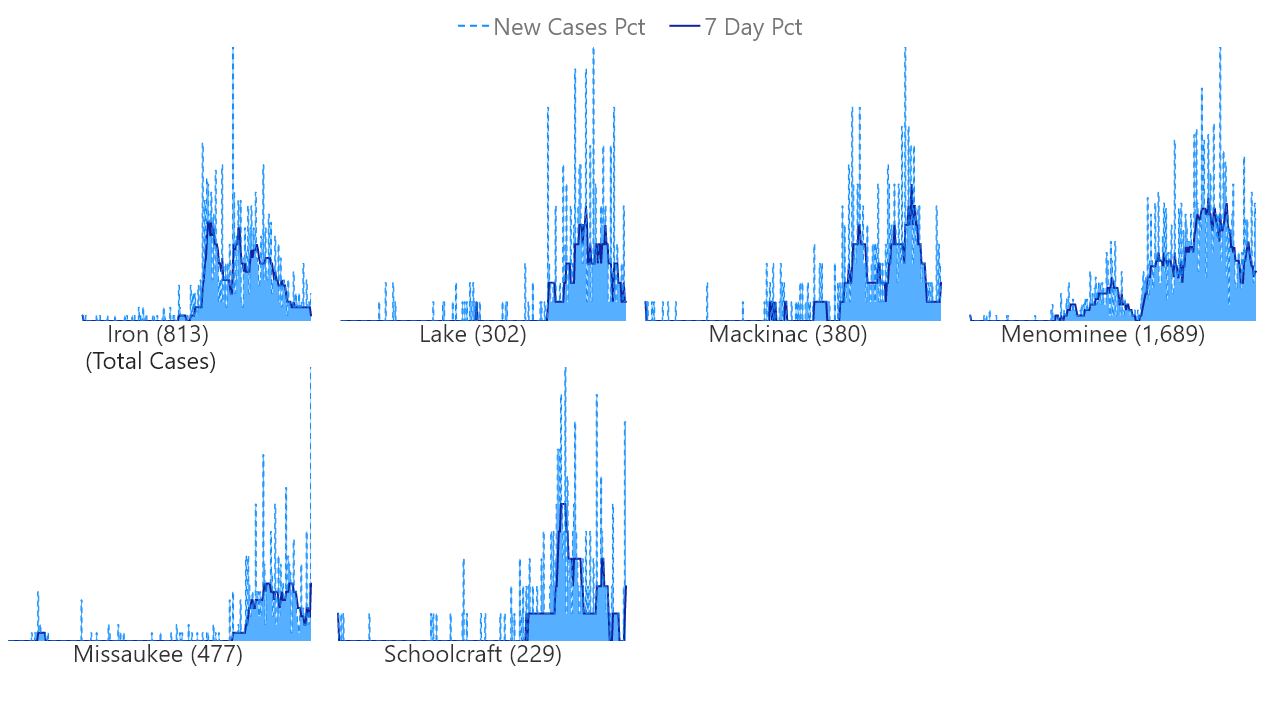 New Cases Pct 7 Day Pct
Iron (813)
(Total Cases)
Lake (302)
Mackinac (380)
Menominee (1,689)
Missaukee (477)
Schoolcraft (229)